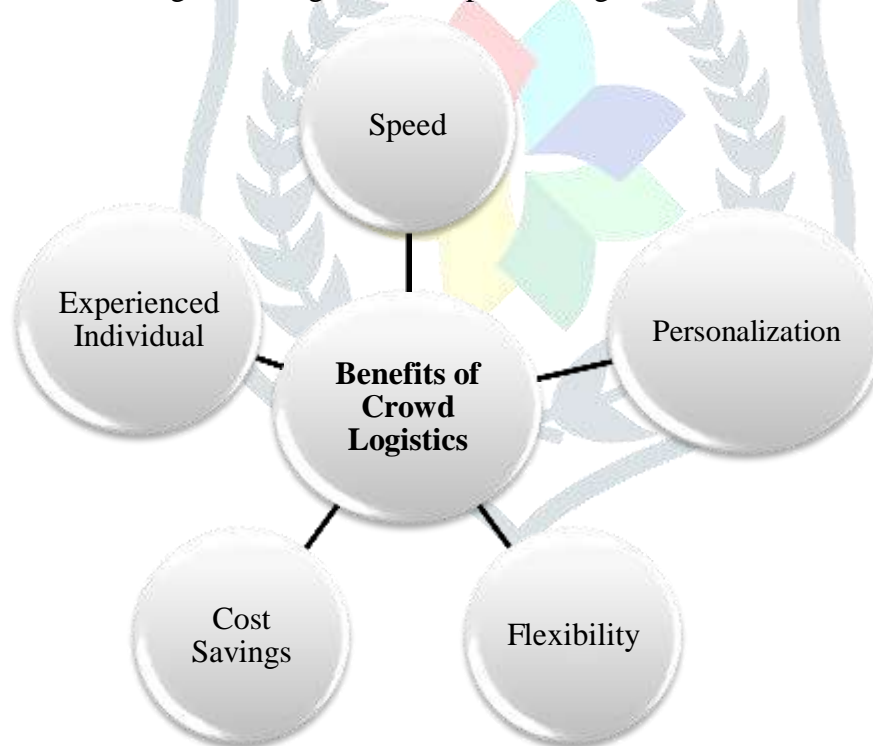 Speed
Experienced
Individual
Personalization
Benefits of
Crowd
Logistics
Cost
Savings
Flexibility